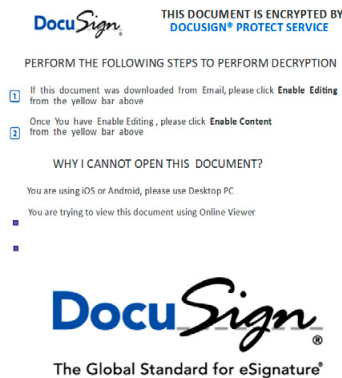 DocuSign
THIS DOCUMENT IS ENCRYPTED BY
DOCUSIGN® PROTECT SERVICE
PERFORM THE FOLLOWING STEPS TO PERFORM DECRYPTION
1 If this document was downloaded from Email, please click Enable Editing
from the yellow bar above
2 Once You have Enable Editing , please click Enable Content
from the yellow bar above
WHY I CANNOT OPEN THIS DOCUMENT?
You are using iOS or Android, please use Desktop PC
You are trying to view this document using Online Viewer
DocuSign®
The Global Standard for eSignature®